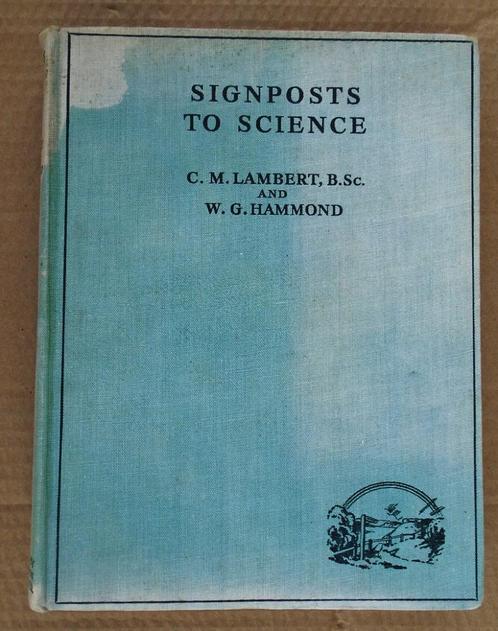 SIGNPOSTS
TO SCIENCE
C. M. LAMBERT, B.Sc.
AND
W. G. HAMMOND